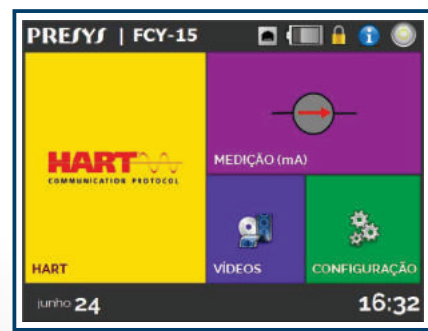 PRESYS | FCY-15
MEDIÇÃO (mA)
HART
COMMUNICATION PROTOCOL
HART
VÍDEOS
CONFIGURAÇÃO
junho 24
16:32